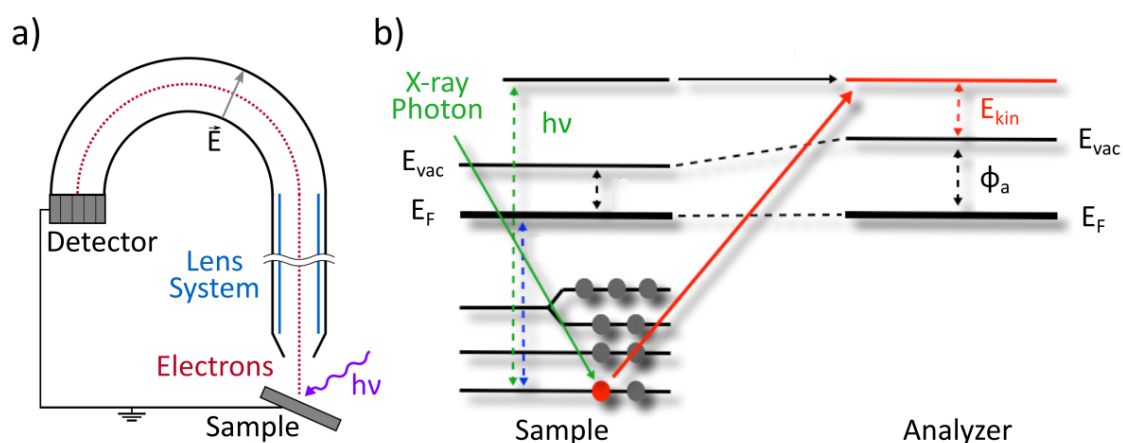 a)
E
Detector
Lens
System
Electrons
hν
Sample
b)
X-ray
Photon
hν
E_kin
E_vac
E_vac
ϕ_a
E_F
E_F
Sample
Analyzer